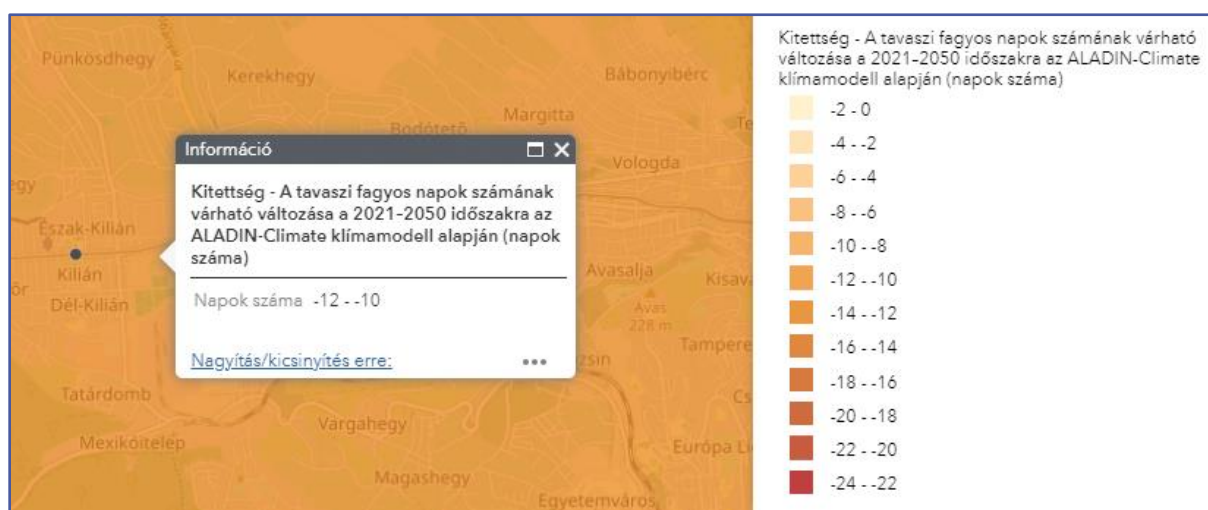 Pünkösdhegy
Kerekhegy
Bábonyibérc
Margitta
Bodótető
Vologda
Információ
Kitettség - A tavaszi fagyos napok számának
várható változása a 2021-2050 időszakra az
ALADIN-Climate klímamodell alapján (napok
száma)
Napok száma -12 - -10
Nagyítás/kicsinyítés erre:
Észak-Kilián
Kilián
Dél-Kilián
Avasalja
Avas
228 m
Tatárdomb
Vargahegy
Mexikóitelep
Magashegy
Egyetemváros
Kitettség - A tavaszi fagyos napok számának várható
változása a 2021-2050 időszakra az ALADIN-Climate
klímamodell alapján (napok száma)
-2 - 0
-4 - -2
-6 - -4
-8 - -6
-10 - -8
-12 - -10
-14 - -12
-16 - -14
-18 - -16
-20 - -18
-22 - -20
-24 - -22